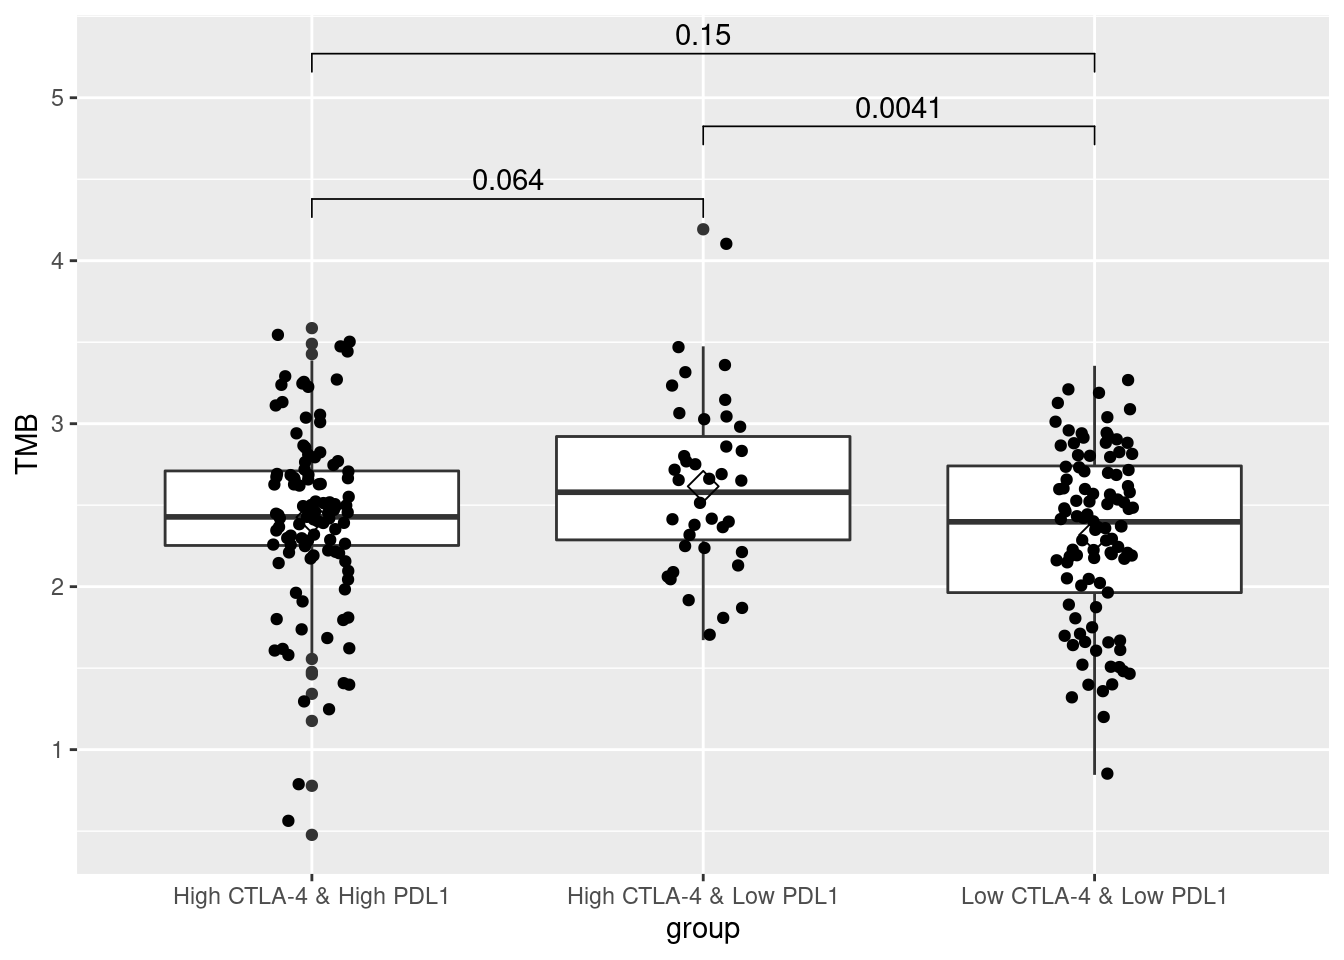 0.15
0.0041
0.064
5
4
3
2
1
TMB
High CTLA-4 & High PDL1
High CTLA-4 & Low PDL1
Low CTLA-4 & Low PDL1
group